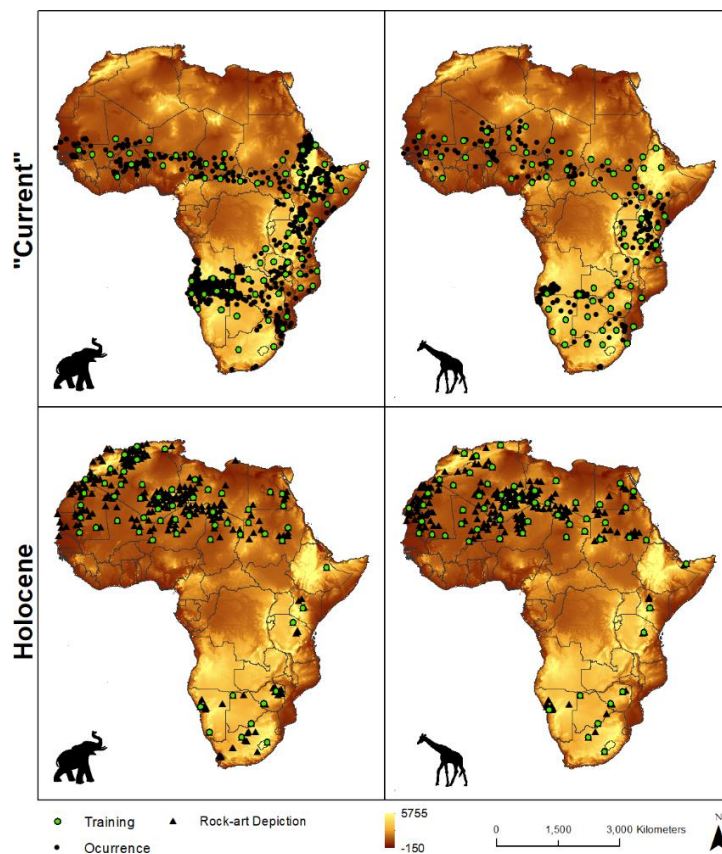 "Current"
Holocene
Training
Rock-art Depiction
Ocurrence
5755
-150
0 1,500 3,000 Kilometers
N